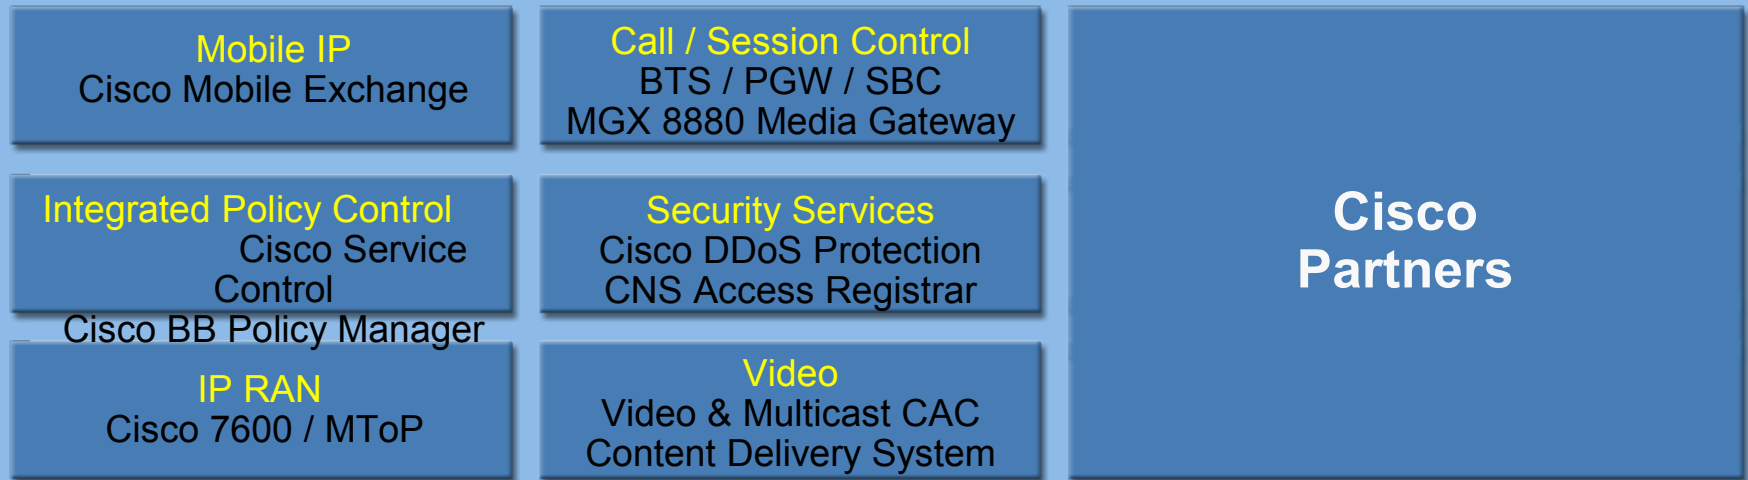 Mobile IP
Cisco Mobile Exchange
Call / Session Control
BTS / PGW / SBC
MGX 8880 Media Gateway
Integrated Policy Control
Cisco Service
Control
Cisco BB Policy Manager
Security Services
Cisco DDoS Protection
CNS Access Registrar
IP RAN
Cisco 7600 / MToP
Video
Video & Multicast CAC
Content Delivery System
Cisco
Partners